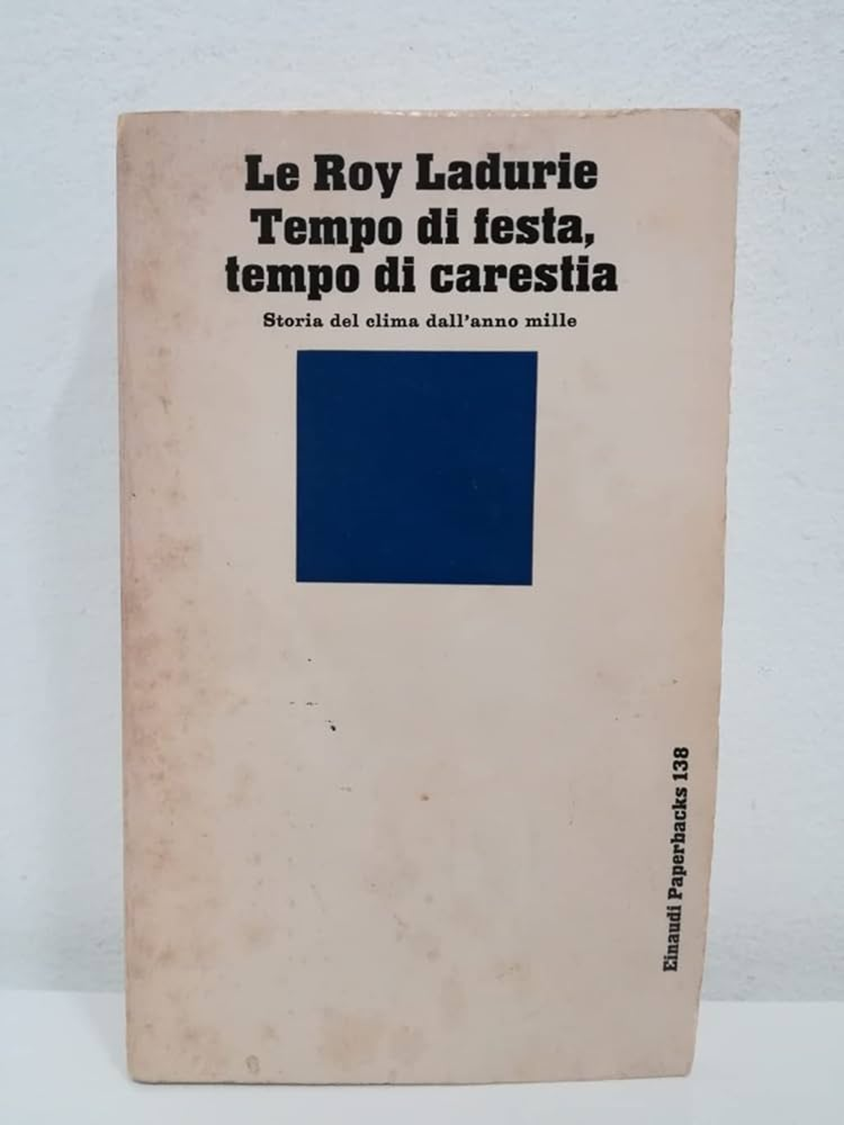 Le Roy Ladurie
Tempo di festa,
tempo di carestia
Storia del clima dall'anno mille
Einaudi Paperbacks 138